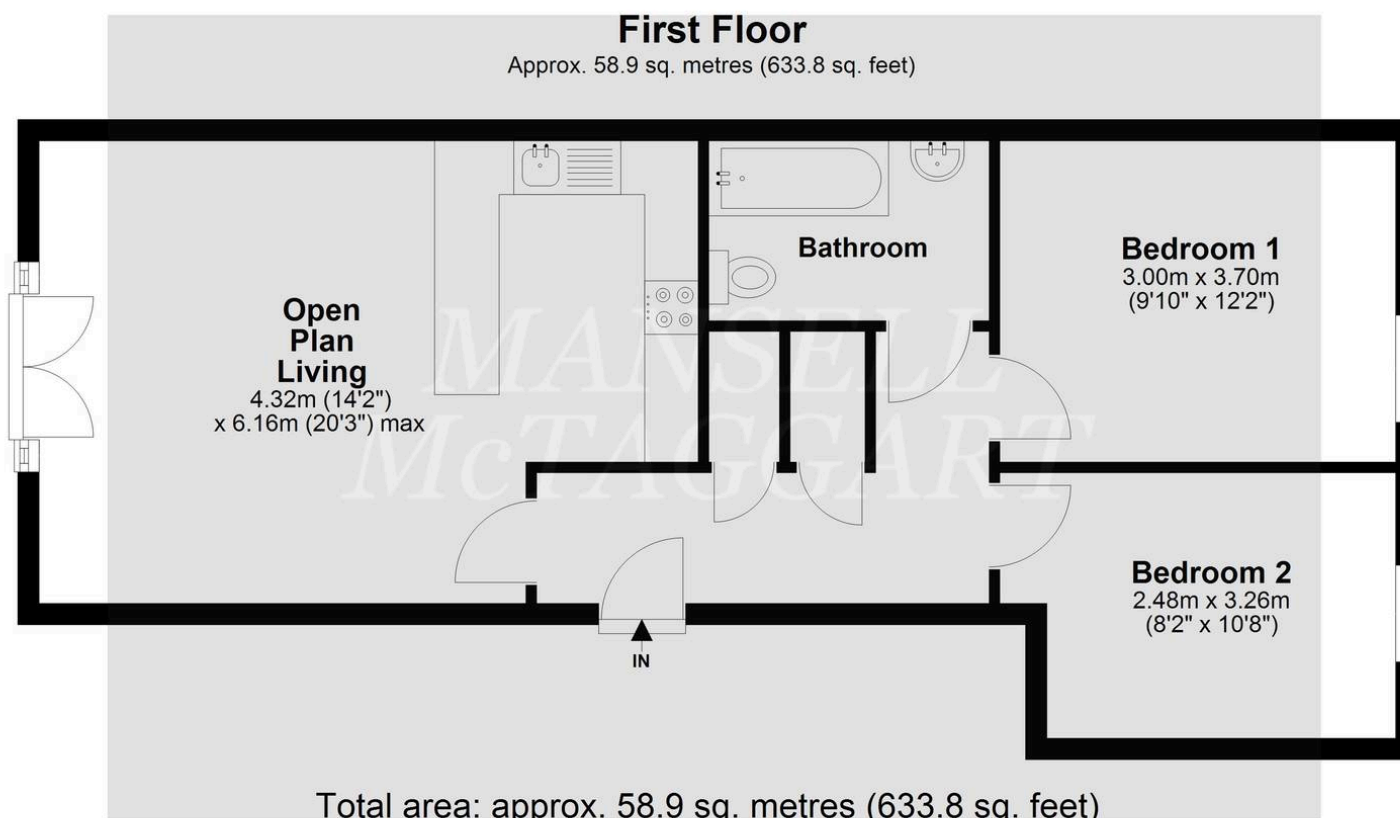 First Floor
Approx. 58.9 sq. metres (633.8 sq. feet)
Bathroom
Bedroom 1
3.00m x 3.70m
(9'10" x 12'2")
Open
Plan
Living
4.32m (14'2")
x 6.16m (20'3") max
MANSELL
McTAGGART
Bedroom 2
2.48m x 3.26m
(8'2" x 10'8")
IN
Total area: approx. 58.9 sq. metres (633.8 sq. feet)